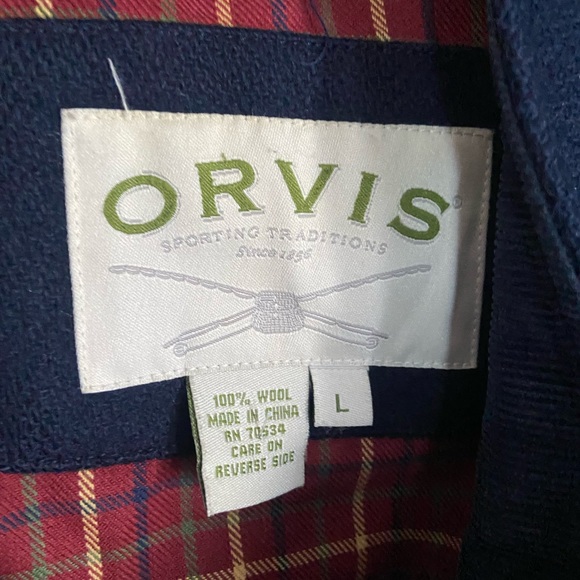 ORVIS®
SPORTING TRADITIONS
Since 1856
100% WOOL
MADE IN CHINA
RN 70534
CARE ON
REVERSE SIDE
L